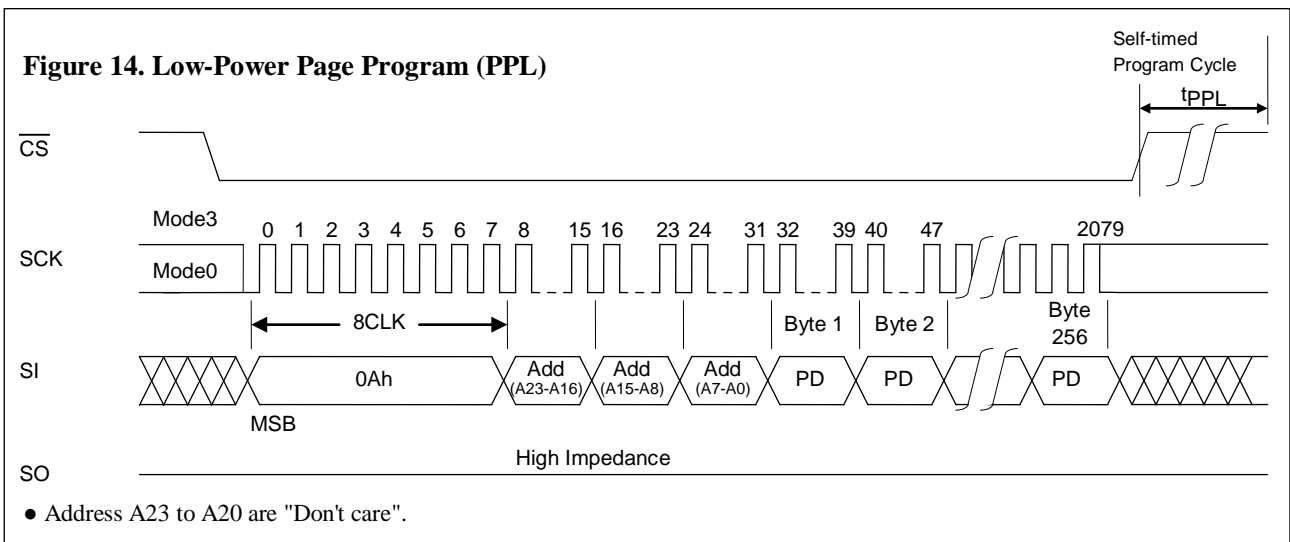 Figure 14. Low-Power Page Program (PPL)
Self-timed
Program Cycle
tPPL
CS
SCK
Mode3
Mode0
0 1 2 3 4 5 6 7 8 15 16 23 24 31 32 39 40 47 2079
8CLK
Byte 1
Byte 2
Byte
256
SI
0Ah
Add
(A23-A16)
Add
(A15-A8)
Add
(A7-A0)
PD
PD
PD
MSB
SO
High Impedance
● Address A23 to A20 are "Don't care".